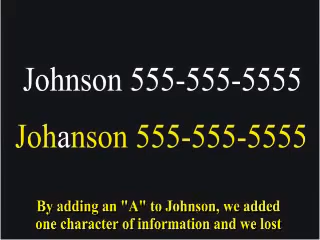 Johnson 555-555-5555
Johanson 555-555-5555
By adding an "A" to Johnson, we added
one character of information and we lost